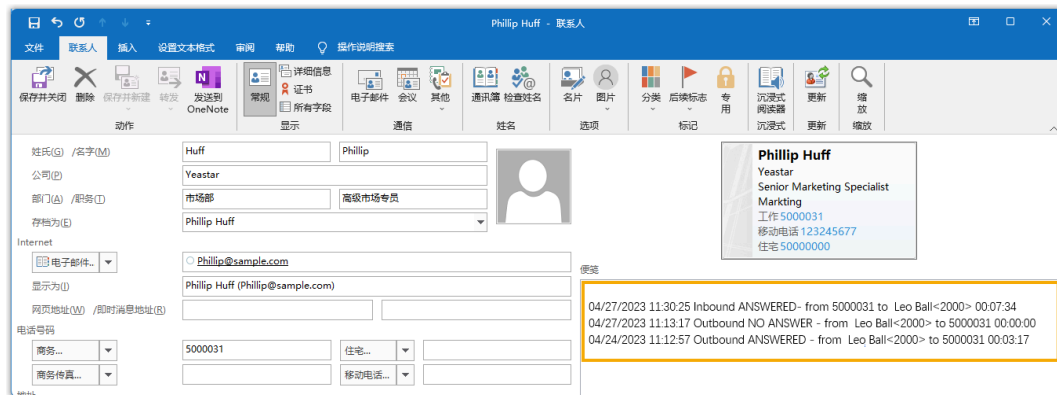 Phillip Huff - 联系人
文件 联系人 插入 设置文本格式 审阅 帮助 操作说明搜索
保存并关闭 删除 保存并新建 转发 发送到 OneNote
动作
常规 详细信息 证书 所有字段
显示
电子邮件 会议 其他
通信
通讯簿 检查姓名
姓名
名片 图片
选项
分类 后续标志 专用
标记
沉浸式阅读器
沉浸式
更新
更新
缩放
缩放
姓氏(G) /名字(M) Huff Phillip
公司(P) Yeastar
部门(A) /职务(T) 市场部 高级市场专员
存档为(E) Phillip Huff
Internet
电子邮件.. Phillip@sample.com
显示为(I) Phillip Huff (Phillip@sample.com)
网页地址(W) /即时消息地址(R)
电话号码
商务... 5000031 住宅...
商务传真... 移动电话...
地址
Phillip Huff
Yeastar
Senior Marketing Specialist
Markting
工作 5000031
移动电话 123245677
住宅 50000000
便笺
04/27/2023 11:30:25 Inbound ANSWERED- from 5000031 to Leo Ball<2000> 00:07:34
04/27/2023 11:13:17 Outbound NO ANSWER - from Leo Ball<2000> to 5000031 00:00:00
04/24/2023 11:12:57 Outbound ANSWERED - from Leo Ball<2000> to 5000031 00:03:17